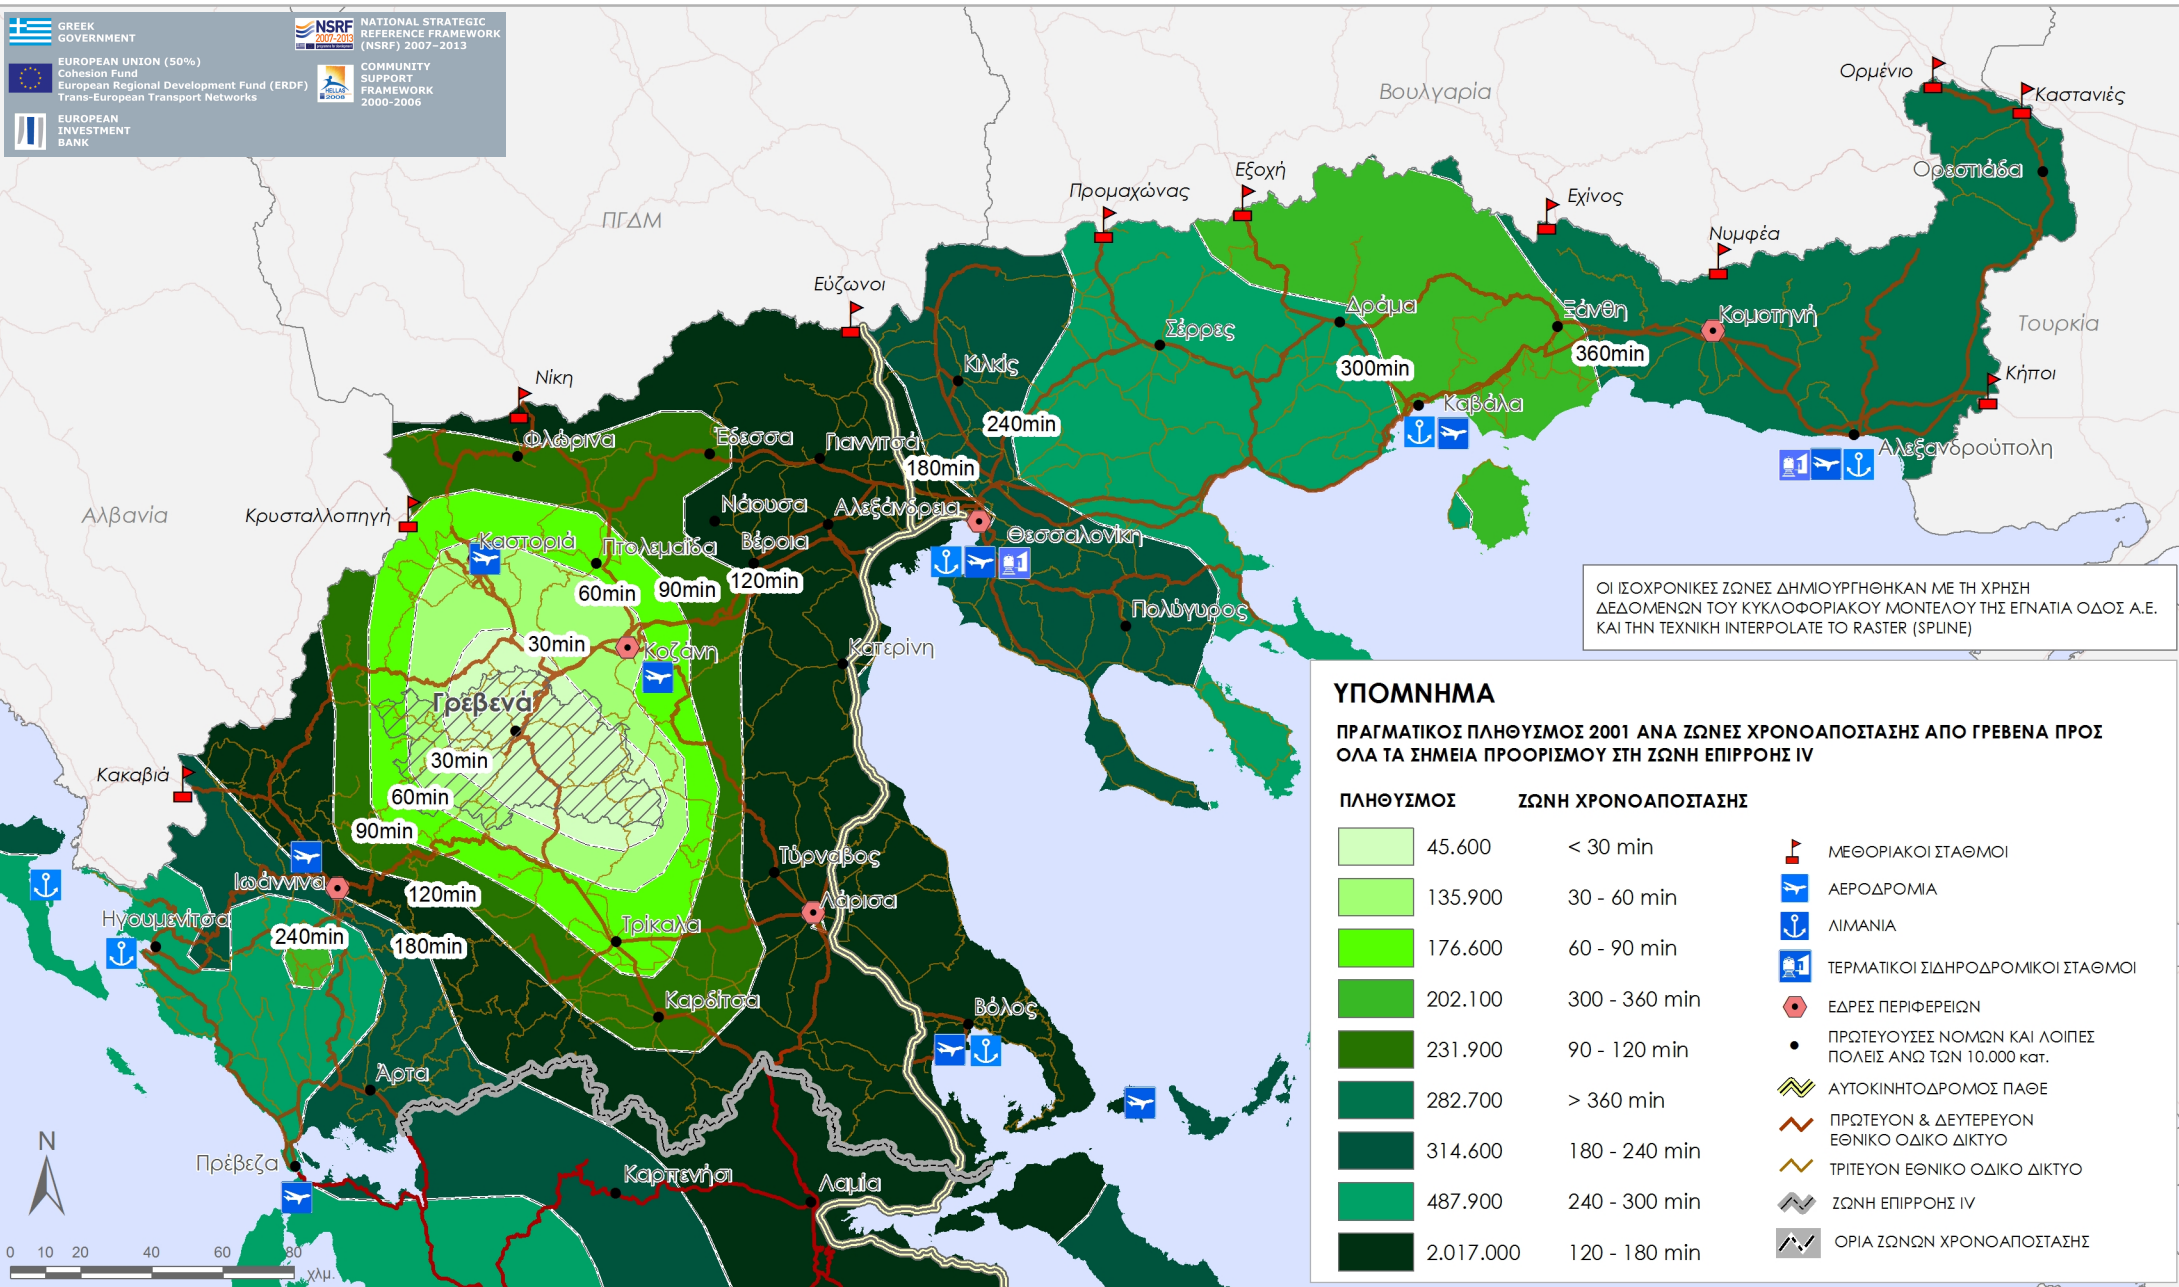 GREEK
GOVERNMENT
EUROPEAN UNION (50%)
Cohesion Fund
European Regional Development Fund (ERDF)
Trans-European Transport Networks
EUROPEAN
INVESTMENT
BANK
NSRF
2007-2013
NATIONAL STRATEGIC
REFERENCE FRAMEWORK
(NSRF) 2007–2013
HELLAS
2006
COMMUNITY
SUPPORT
FRAMEWORK
2000-2006
Ορμένιο
Καστανιές
Βουλγαρία
Ορεστιάδα
Εξοχή
Προμαχώνας
Εχίνος
ΠΓΔΜ
Νυμφέα
Εύζωνοι
Δράμα
Ξάνθη
Κομοτηνή
Τουρκία
Σέρρες
360min
Κιλκίς
300min
Νίκη
Κήποι
Καβάλα
240min
Φλώρινα
Έδεσσα
Γιαννιτσά
Αλεξανδρούπολη
180min
Αλβανία
Κρυσταλλοπηγή
Νάουσα
Αλεξάνδρεια
Θεσσαλονίκη
Καστοριά
Πτολεμαΐδα
Βέροια
60min
90min
120min
Πολύγυρος
30min
Κοζάνη
Κατερίνη
Γρεβενά
30min
Κακαβιά
60min
90min
Τύρναβος
Ιωάννινα
120min
Λάρισα
Ηγουμενίτσα
Τρίκαλα
240min
180min
Καρδίτσα
Βόλος
Άρτα
Πρέβεζα
Καρπενήσι
Λαμία
N
0 10 20 40 60 80
χλμ.
ΟΙ ΙΣΟΧΡΟΝΙΚΕΣ ΖΩΝΕΣ ΔΗΜΙΟΥΡΓΗΘΗΚΑΝ ΜΕ ΤΗ ΧΡΗΣΗ
ΔΕΔΟΜΕΝΩΝ ΤΟΥ ΚΥΚΛΟΦΟΡΙΑΚΟΥ ΜΟΝΤΕΛΟΥ ΤΗΣ ΕΓΝΑΤΙΑ ΟΔΟΣ Α.Ε.
ΚΑΙ ΤΗΝ ΤΕΧΝΙΚΗ INTERPOLATE TO RASTER (SPLINE)
ΥΠΟΜΝΗΜΑ
ΠΡΑΓΜΑΤΙΚΟΣ ΠΛΗΘΥΣΜΟΣ 2001 ΑΝΑ ΖΩΝΕΣ ΧΡΟΝΟΑΠΟΣΤΑΣΗΣ ΑΠΟ ΓΡΕΒΕΝΑ ΠΡΟΣ
ΟΛΑ ΤΑ ΣΗΜΕΙΑ ΠΡΟΟΡΙΣΜΟΥ ΣΤΗ ΖΩΝΗ ΕΠΙΡΡΟΗΣ IV
ΠΛΗΘΥΣΜΟΣ ΖΩΝΗ ΧΡΟΝΟΑΠΟΣΤΑΣΗΣ
45.600 < 30 min
135.900 30 - 60 min
176.600 60 - 90 min
202.100 300 - 360 min
231.900 90 - 120 min
282.700 > 360 min
314.600 180 - 240 min
487.900 240 - 300 min
2.017.000 120 - 180 min
ΜΕΘΟΡΙΑΚΟΙ ΣΤΑΘΜΟΙ
ΑΕΡΟΔΡΟΜΙΑ
ΛΙΜΑΝΙΑ
ΤΕΡΜΑΤΙΚΟΙ ΣΙΔΗΡΟΔΡΟΜΙΚΟΙ ΣΤΑΘΜΟΙ
ΕΔΡΕΣ ΠΕΡΙΦΕΡΕΙΩΝ
ΠΡΩΤΕΥΟΥΣΕΣ ΝΟΜΩΝ ΚΑΙ ΛΟΙΠΕΣ
ΠΟΛΕΙΣ ΑΝΩ ΤΩΝ 10.000 κατ.
ΑΥΤΟΚΙΝΗΤΟΔΡΟΜΟΣ ΠΑΘΕ
ΠΡΩΤΕΥΟΝ & ΔΕΥΤΕΡΕΥΟΝ
ΕΘΝΙΚΟ ΟΔΙΚΟ ΔΙΚΤΥΟ
ΤΡΙΤΕΥΟΝ ΕΘΝΙΚΟ ΟΔΙΚΟ ΔΙΚΤΥΟ
ΖΩΝΗ ΕΠΙΡΡΟΗΣ IV
ΟΡΙΑ ΖΩΝΩΝ ΧΡΟΝΟΑΠΟΣΤΑΣΗΣ